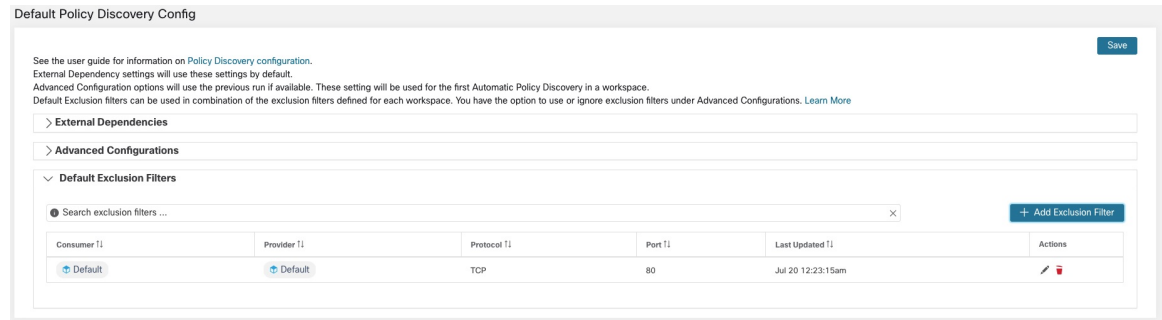 Default Policy Discovery Config
Save
See the user guide for information on Policy Discovery configuration.
External Dependency settings will use these settings by default.
Advanced Configuration options will use the previous run if available. These setting will be used for the first Automatic Policy Discovery in a workspace.
Default Exclusion filters can be used in combination of the exclusion filters defined for each workspace. You have the option to use or ignore exclusion filters under Advanced Configurations. Learn More
External Dependencies
Advanced Configurations
Default Exclusion Filters
Search exclusion filters ...
+ Add Exclusion Filter
Consumer Provider Protocol Port Last Updated Actions
Default Default TCP 80 Jul 20 12:23:15am